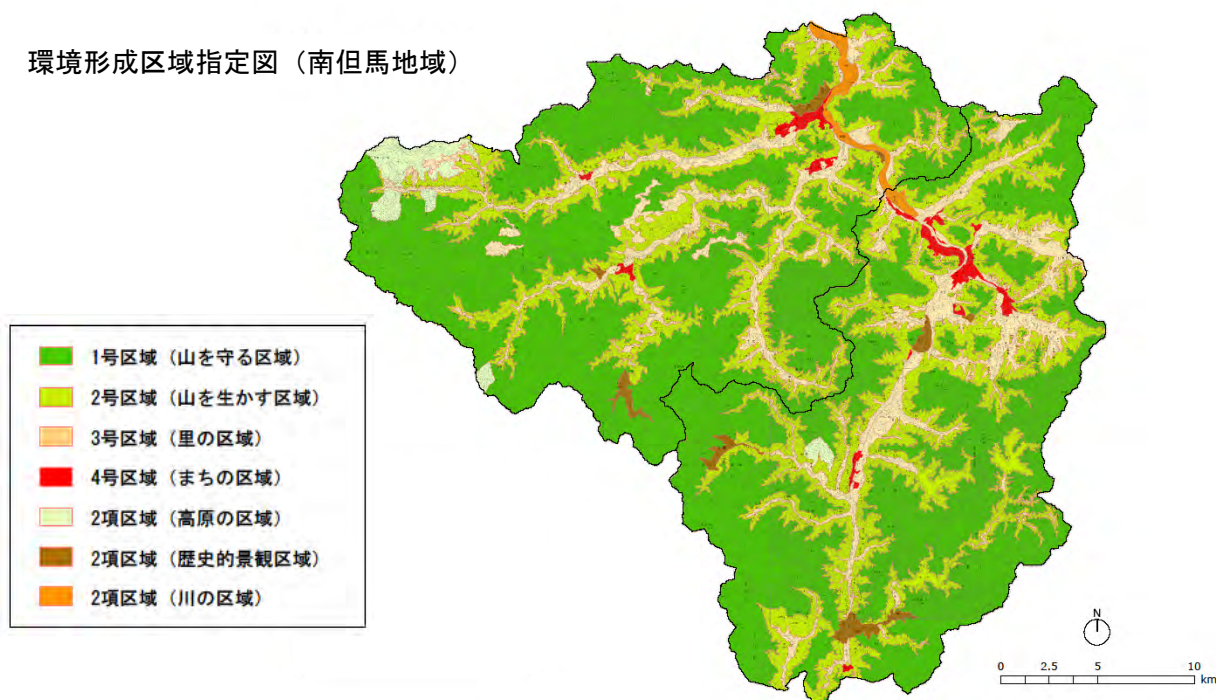 環境形成区域指定図（南但馬地域）
1号区域（山を守る区域）
2号区域（山を生かす区域）
3号区域（里の区域）
4号区域（まちの区域）
2項区域（高原の区域）
2項区域（歴史的景観区域）
2項区域（川の区域）
N
0 2.5 5 10
km